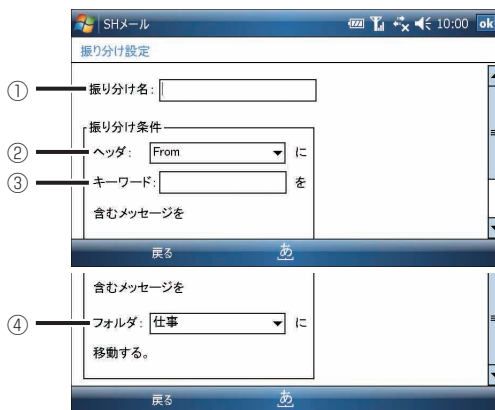 SHメール 10:00 ok
振り分け設定
① 振り分け名:
振り分け条件
② ヘッダ: From に
③ キーワード: を
含むメッセージを
戻る あ
含むメッセージを
④ フォルダ: 仕事 に
移動する。
戻る あ